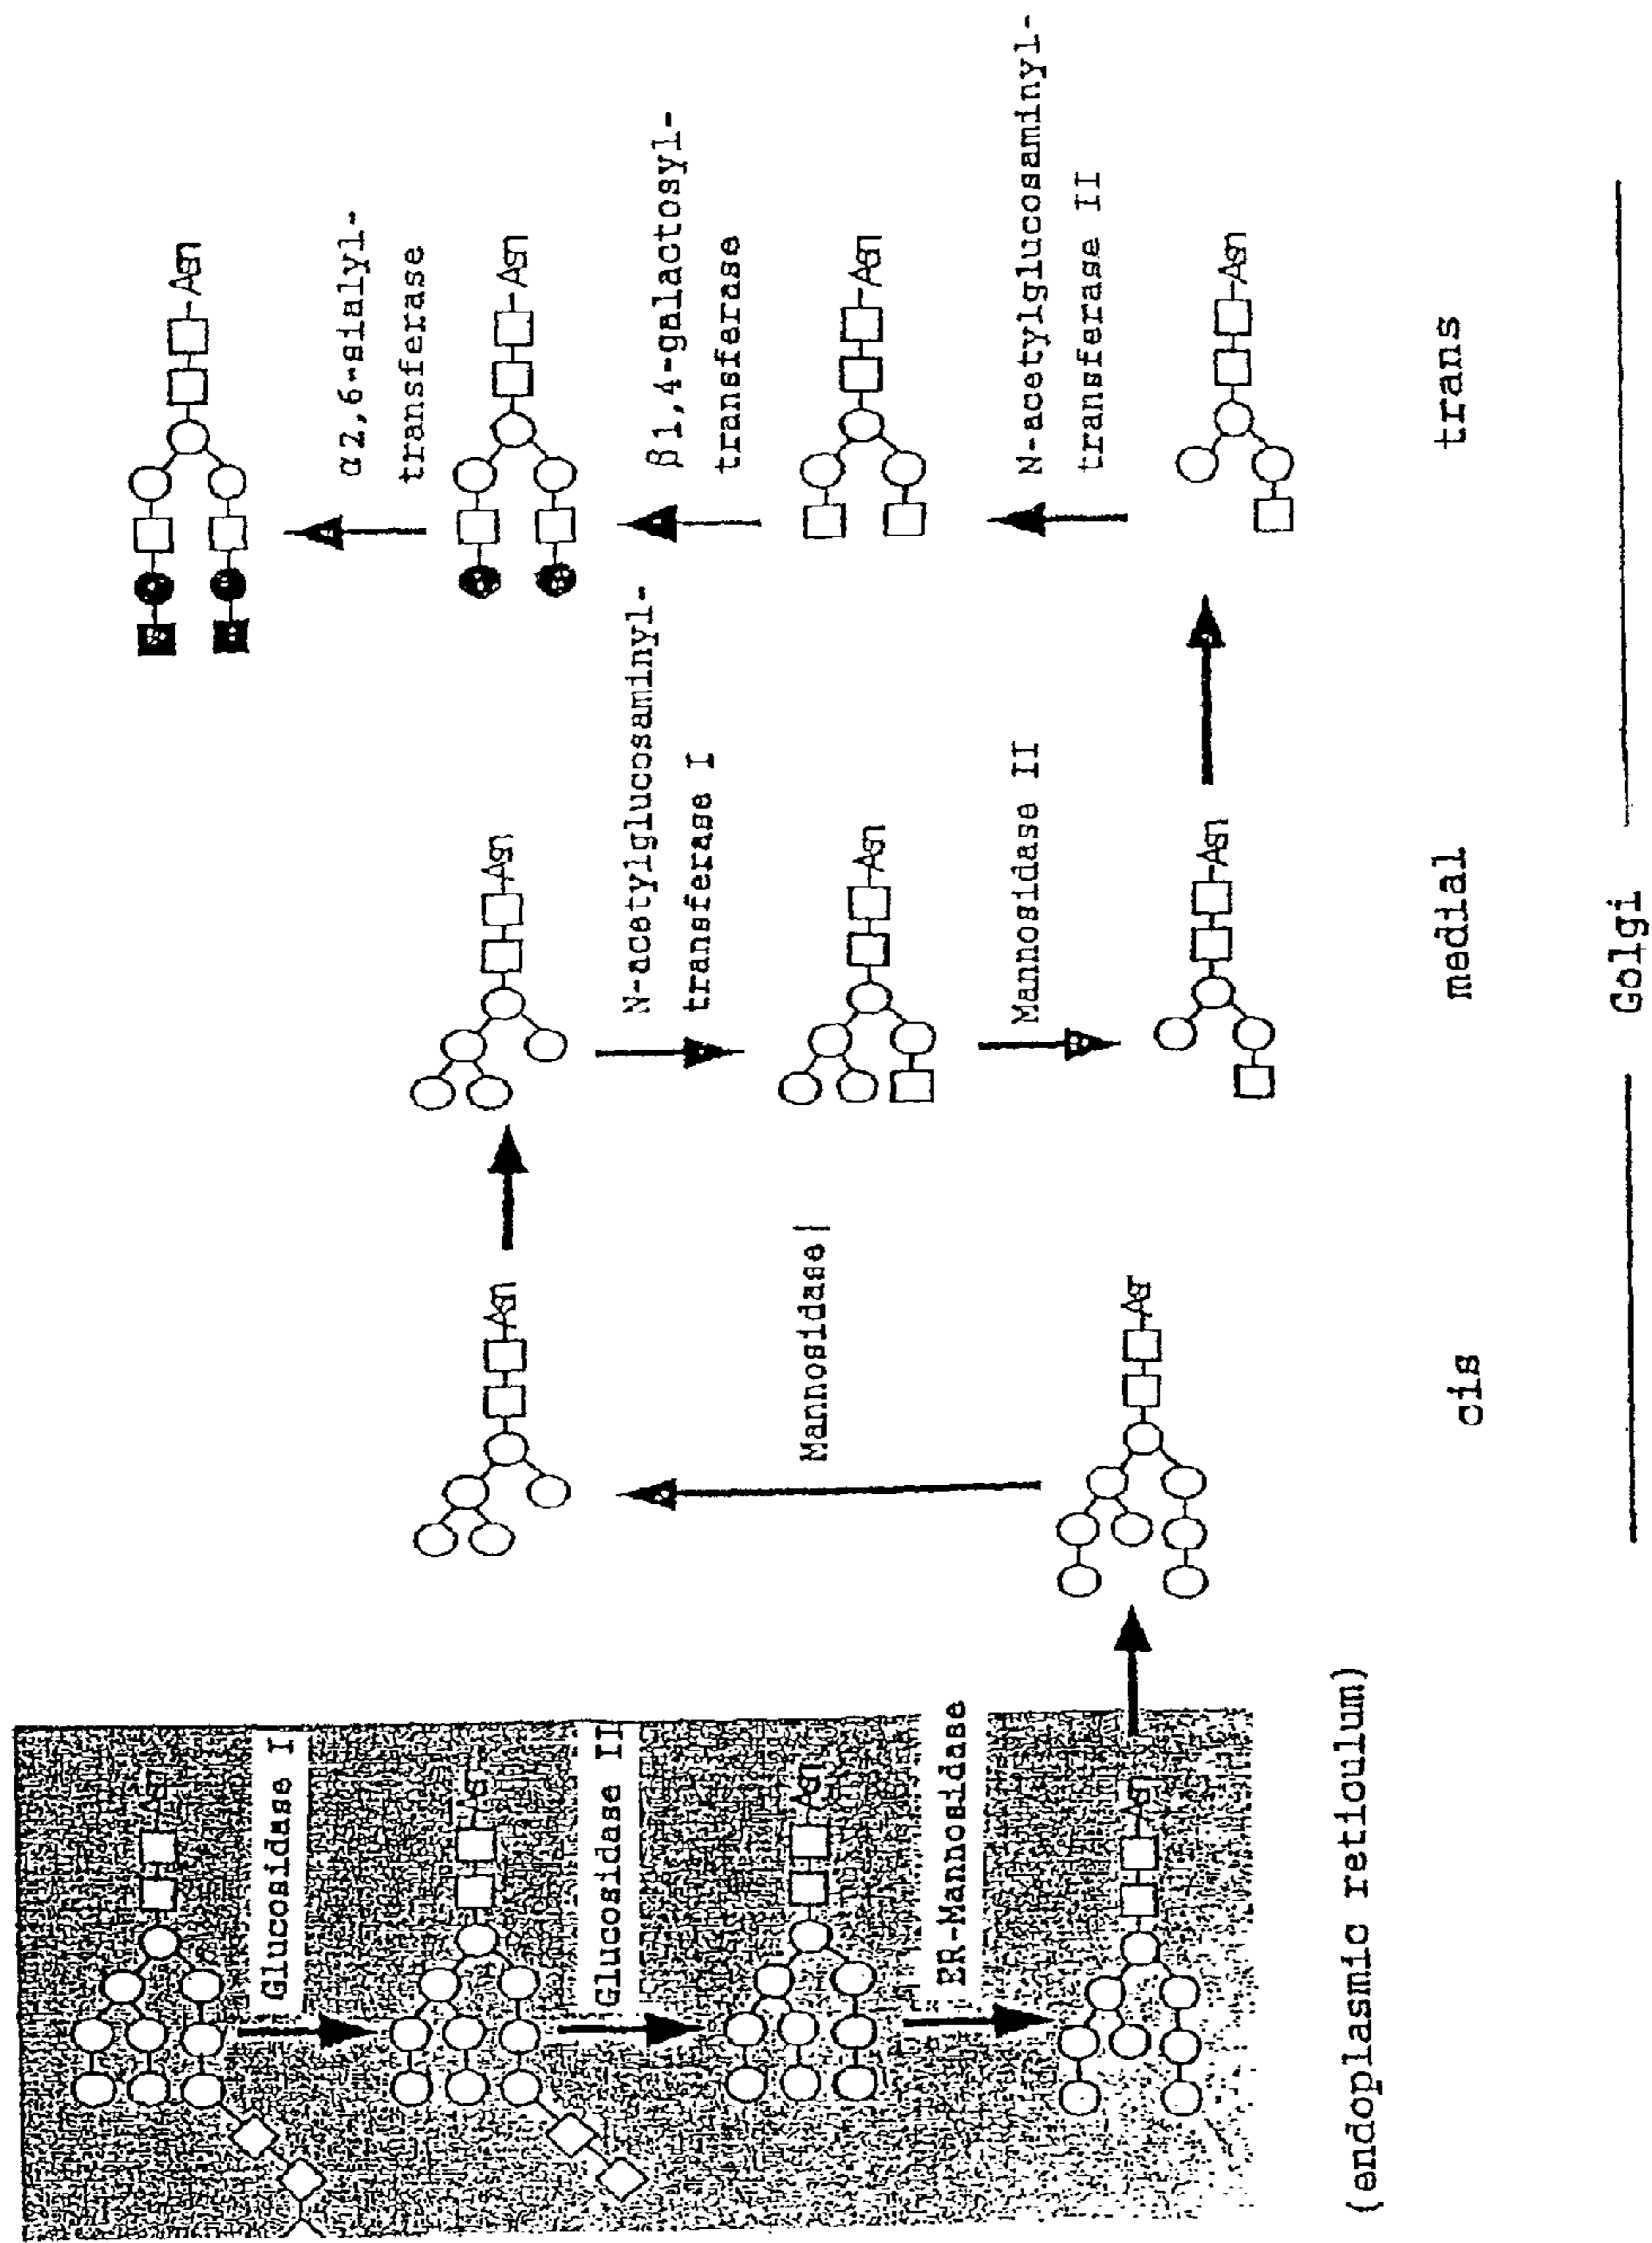 Asn
Glucosidase I
Asn
Glucosidase II
Asn
ER-Mannosidase
Asn
(endoplasmic reticulum)
Asn
Mannosidase I
Asn
cis
Asn
N-acetylglucosaminyl-
transferase I
Asn
Mannosidase II
Asn
medial
Asn
α2,6-sialyl-
transferase
Asn
β1,4-galactosyl-
transferase
Asn
N-acetylglucosaminyl-
transferase II
Asn
trans
Golgi